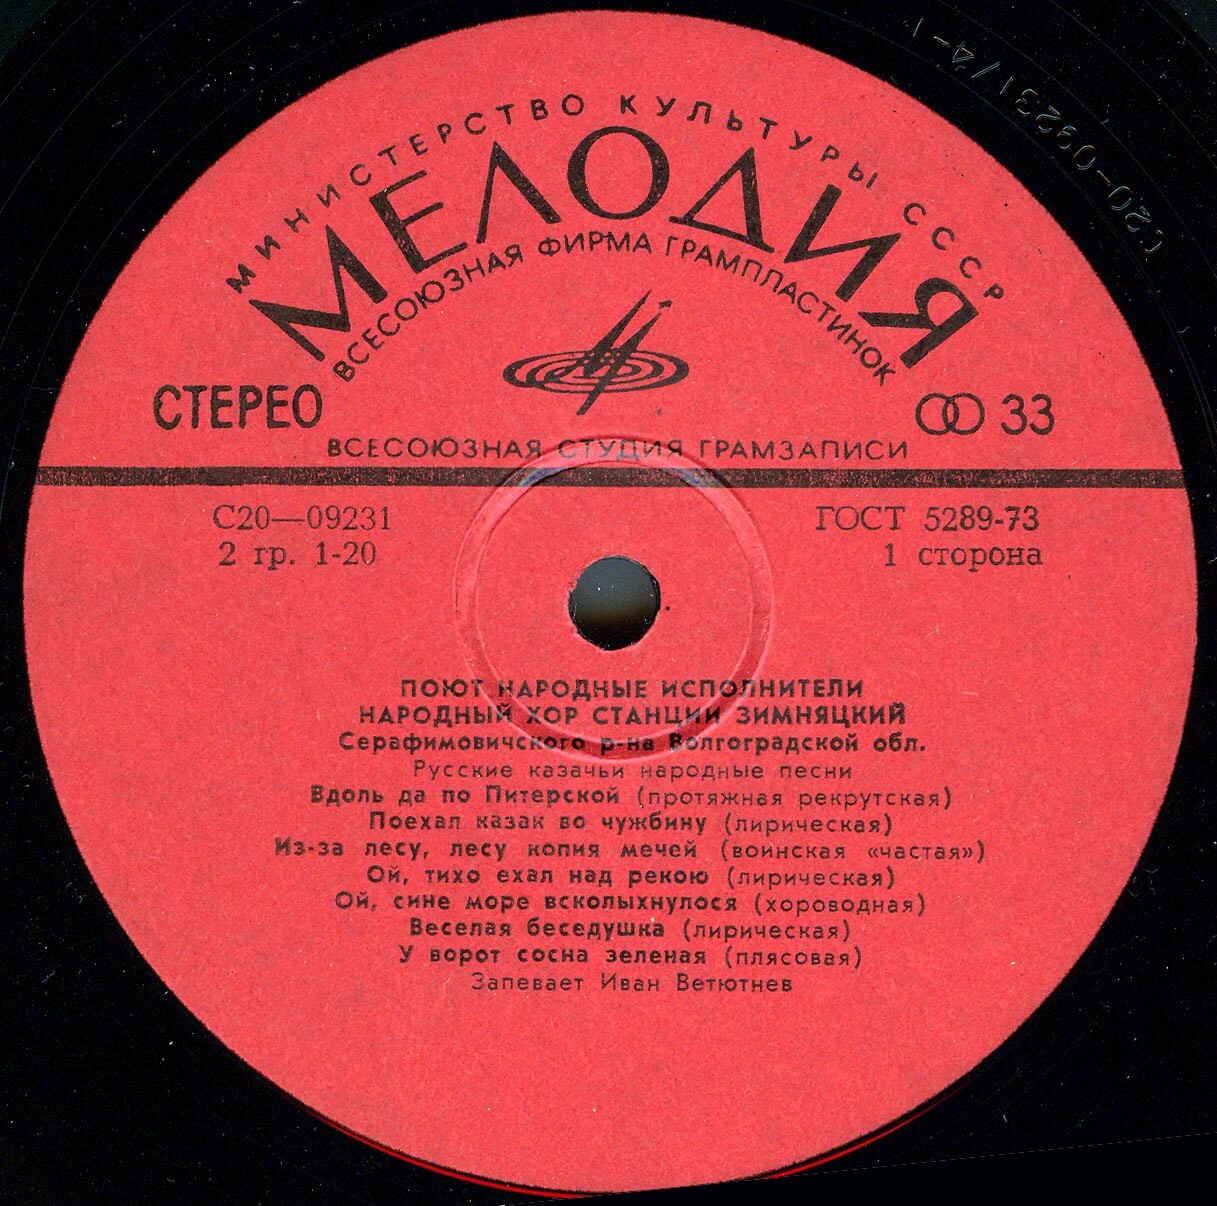 МИНИСТЕРСТВО КУЛЬТУРЫ СССР
МЕЛОДИЯ
ВСЕСОЮЗНАЯ ФИРМА ГРАМПЛАСТИНОК
СТЕРЕО
33
ВСЕСОЮЗНАЯ СТУДИЯ ГРАМЗАПИСИ
С20—09231
ГОСТ 5289-73
2 гр. 1-20
1 сторона
ПОЮТ НАРОДНЫЕ ИСПОЛНИТЕЛИ
НАРОДНЫЙ ХОР СТАНЦИИ ЗИМНЯЦКИЙ
Серафимовичского р-на Волгоградской обл.
Русские казачьи народные песни
Вдоль да по Питерской (протяжная рекрутская)
Поехал казак во чужбину (лирическая)
Из-за лесу, лесу копия мечей (воинская «частая»)
Ой, тихо ехал над рекою (лирическая)
Ой, сине море всколыхнулося (хороводная)
Веселая беседушка (лирическая)
У ворот сосна зеленая (плясовая)
Запевает Иван Ветютнев
С20-09231/4-1